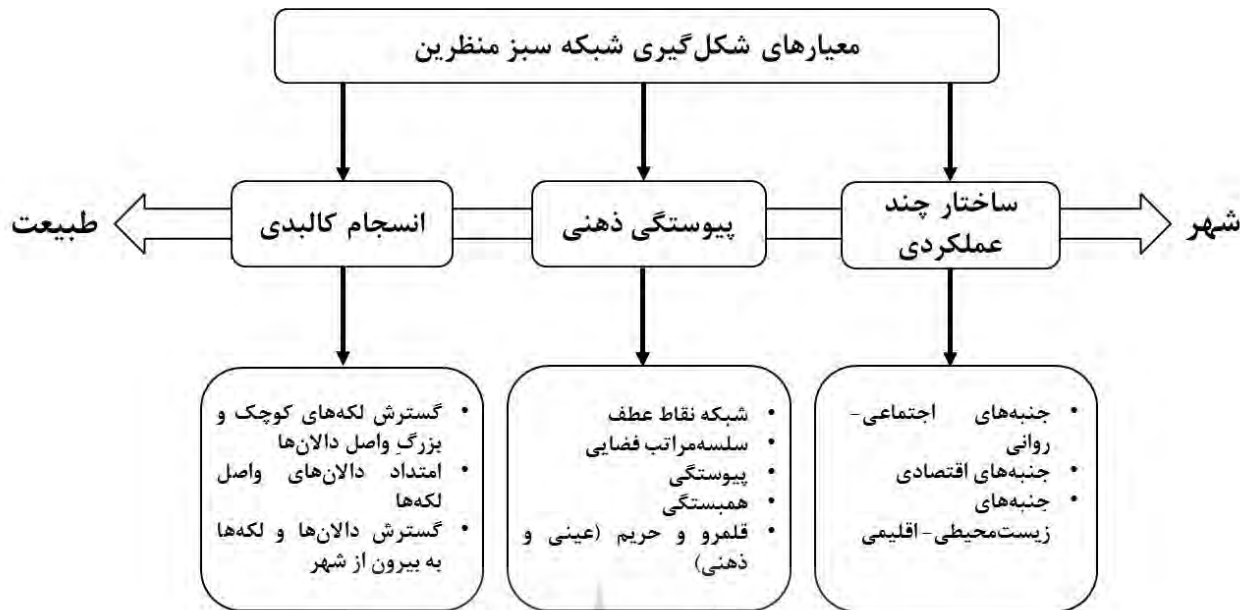 معیارهای شکل‌گیری شبکه سبز منظرین
شهر
ساختار چند
عملکردی
پیوستگی ذهنی
انسجام کالبدی
طبیعت
• جنبه‌های اجتماعی-
روانی
• جنبه‌های اقتصادی
• جنبه‌های
زیست‌محیطی-اقلیمی
• شبکه نقاط عطف
• سلسه‌مراتب فضایی
• پیوستگی
• همبستگی
• قلمرو و حریم (عینی و
ذهنی)
• گسترش لکه‌های کوچک و
بزرگِ واصل دالان‌ها
• امتداد دالان‌های واصل
لکه‌ها
• گسترش دالان‌ها و لکه‌ها
به بیرون از شهر